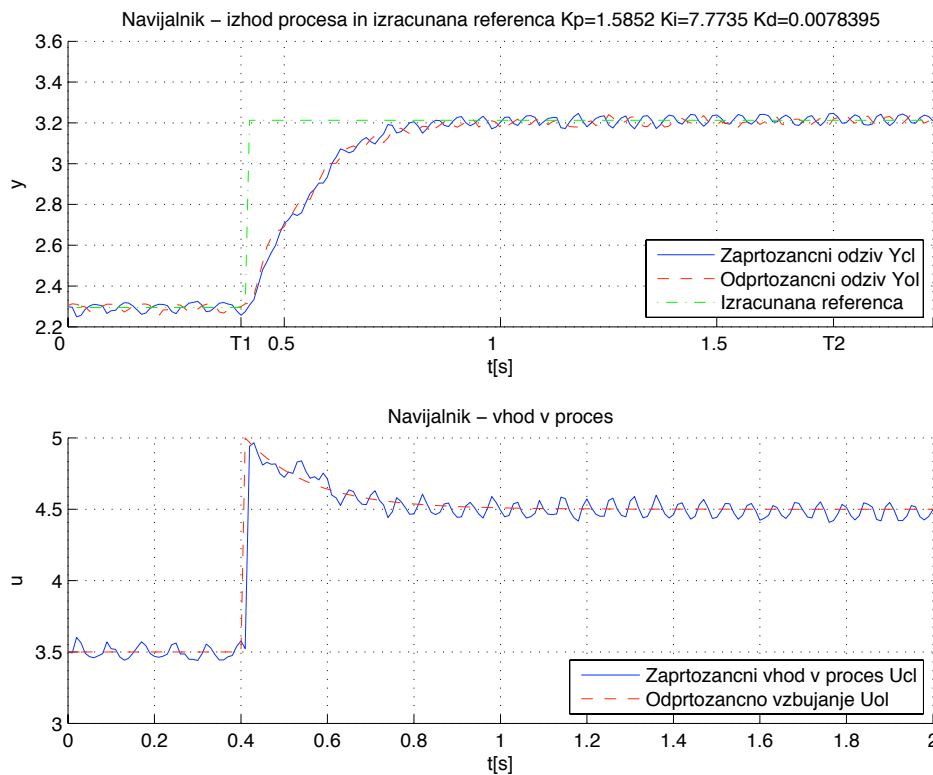 Navijalnik – izhod procesa in izracunana referenca Kp=1.5852 Ki=7.7735 Kd=0.0078395
3.6
3.4
3.2
3
2.8
2.6
2.4
2.2
y
Zaprtozancni odziv Ycl
Odprtozancni odziv Yol
Izracunana referenca
0 T1 0.5 1 1.5 T2
t[s]
Navijalnik – vhod v proces
5
4.5
4
3.5
3
u
Zaprtozancni vhod v proces Ucl
Odprtozancno vzbujanje Uol
0 0.2 0.4 0.6 0.8 1 1.2 1.4 1.6 1.8 2
t[s]